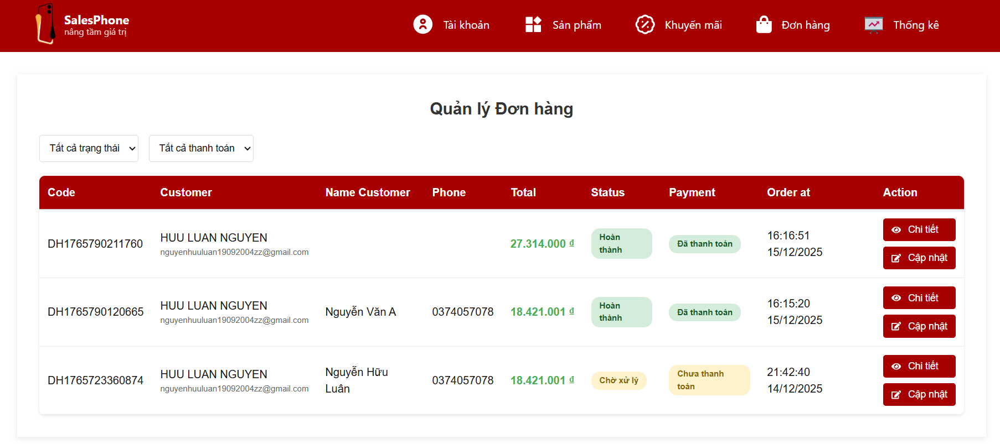 SalesPhone
nâng tầm giá trị
Tài khoản
Sản phẩm
Khuyến mãi
Đơn hàng
Thống kê
Quản lý Đơn hàng
Tất cả trạng thái
Tất cả thanh toán
Code Customer Name Customer Phone Total Status Payment Order at Action
DH1765790211760
HUU LUAN NGUYEN
nguyenhuuluan19092004zz@gmail.com
27.314.000 ₫
Hoàn
thành
Đã thanh toán
16:16:51
15/12/2025
Chi tiết
Cập nhật
DH1765790120665
HUU LUAN NGUYEN
nguyenhuuluan19092004zz@gmail.com
Nguyễn Văn A
0374057078
18.421.001 ₫
Hoàn
thành
Đã thanh toán
16:15:20
15/12/2025
Chi tiết
Cập nhật
DH1765723360874
HUU LUAN NGUYEN
nguyenhuuluan19092004zz@gmail.com
Nguyễn Hữu
Luân
0374057078
18.421.001 ₫
Chờ xử lý
Chưa thanh
toán
21:42:40
14/12/2025
Chi tiết
Cập nhật